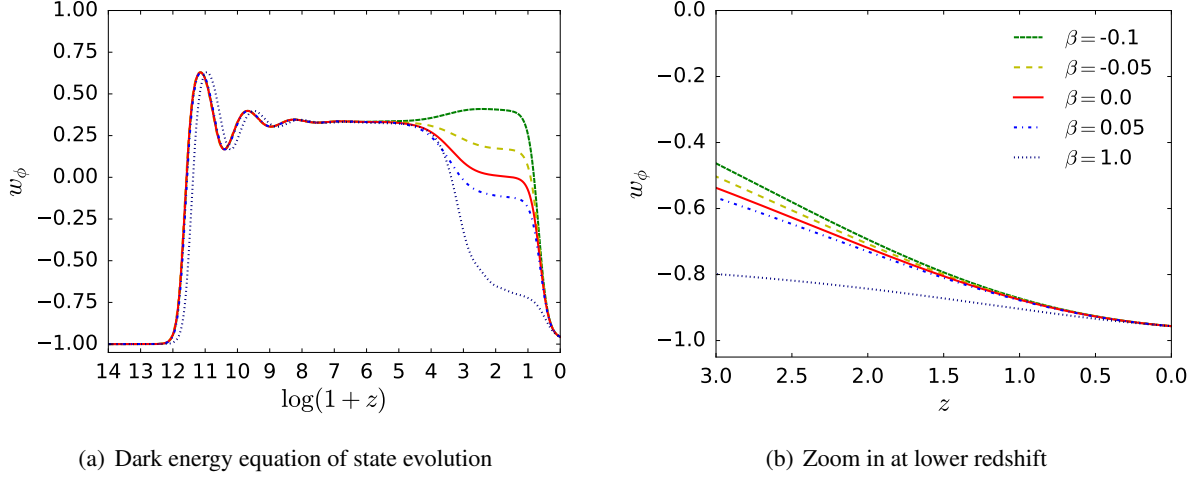 1.00
0.75
0.50
0.25
0.00
−0.25
−0.50
−0.75
−1.00
w_ϕ
14 13 12 11 10 9 8 7 6 5 4 3 2 1 0
log(1 + z)
(a) Dark energy equation of state evolution
0.0
−0.2
−0.4
−0.6
−0.8
−1.0
w_ϕ
β = -0.1
β = -0.05
β = 0.0
β = 0.05
β = 1.0
3.0 2.5 2.0 1.5 1.0 0.5 0.0
z
(b) Zoom in at lower redshift